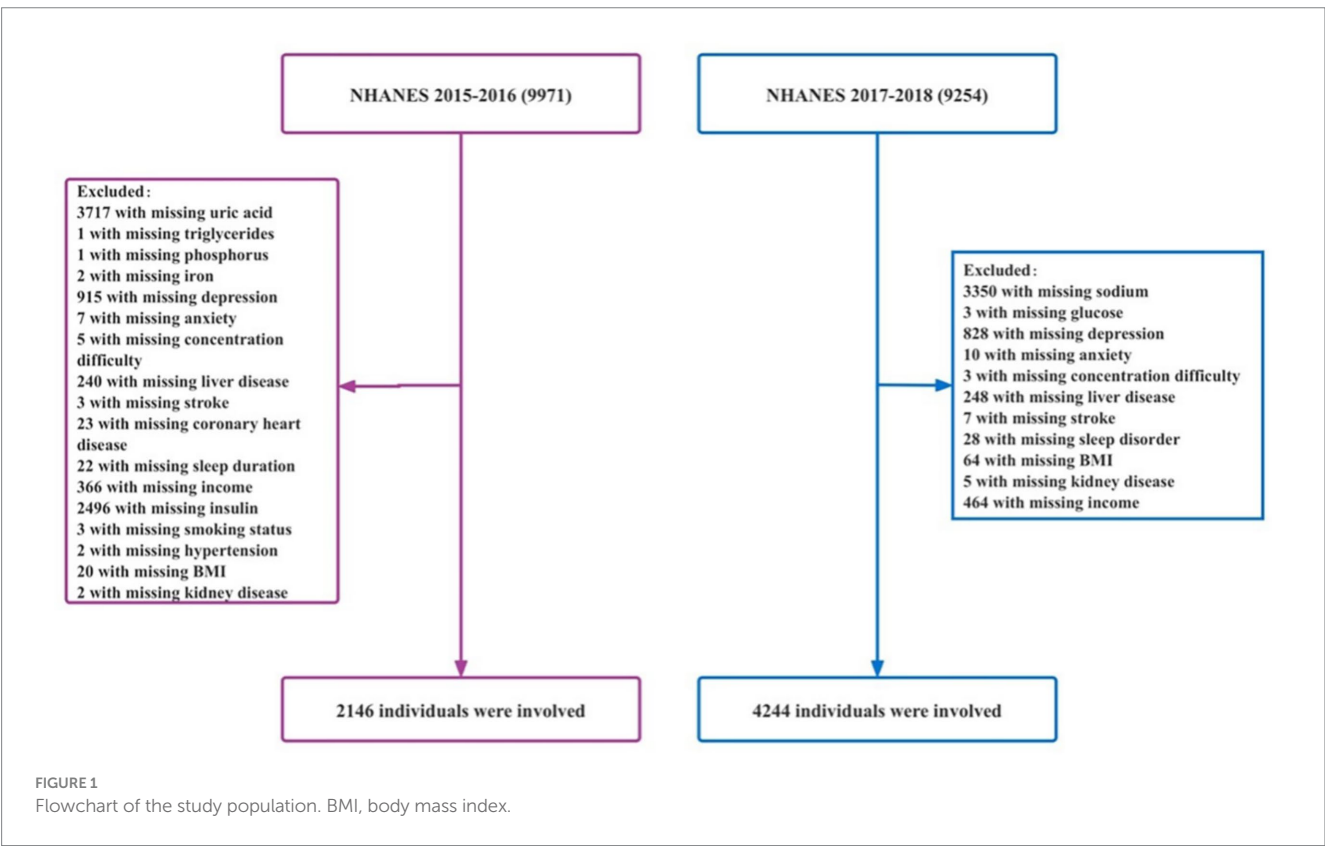 NHANES 2015-2016 (9971)
NHANES 2017-2018 (9254)
Excluded:
3717 with missing uric acid
1 with missing triglycerides
1 with missing phosphorus
2 with missing iron
915 with missing depression
7 with missing anxiety
5 with missing concentration
difficulty
240 with missing liver disease
3 with missing stroke
23 with missing coronary heart
disease
22 with missing sleep duration
366 with missing income
2496 with missing insulin
3 with missing smoking status
2 with missing hypertension
20 with missing BMI
2 with missing kidney disease
Excluded:
3350 with missing sodium
3 with missing glucose
828 with missing depression
10 with missing anxiety
3 with missing concentration difficulty
248 with missing liver disease
7 with missing stroke
28 with missing sleep disorder
64 with missing BMI
5 with missing kidney disease
464 with missing income
2146 individuals were involved
4244 individuals were involved
FIGURE 1
Flowchart of the study population. BMI, body mass index.